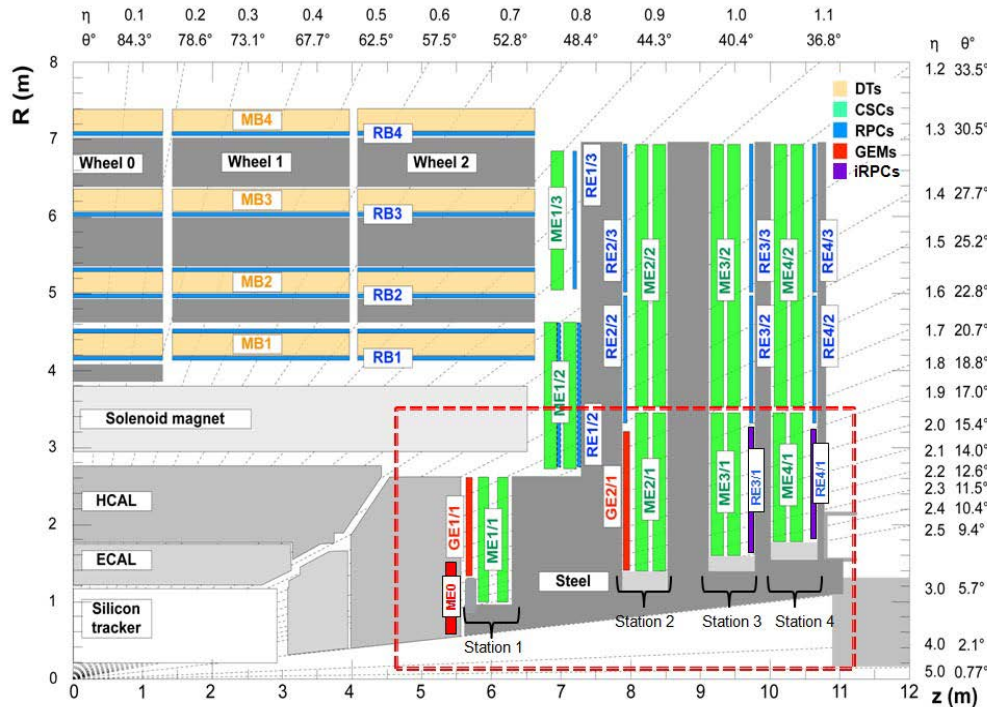 η 0.1 0.2 0.3 0.4 0.5 0.6 0.7 0.8 0.9 1.0 1.1
θ° 84.3° 78.6° 73.1° 67.7° 62.5° 57.5° 52.8° 48.4° 44.3° 40.4° 36.8° η θ°
R (m)
8
7
6
5
4
3
2
1
0
1.2 33.5°
1.3 30.5°
1.4 27.7°
1.5 25.2°
1.6 22.8°
1.7 20.7°
1.8 18.8°
1.9 17.0°
2.0 15.4°
2.1 14.0°
2.2 12.6°
2.3 11.5°
2.4 10.4°
2.5 9.4°
3.0 5.7°
4.0 2.1°
5.0 0.77°
DTs
CSCs
RPCs
GEMs
iRPCs
MB4
RB4
Wheel 0
Wheel 1
Wheel 2
MB3
RB3
MB2
RB2
MB1
RB1
Solenoid magnet
HCAL
ECAL
Silicon
tracker
Steel
ME1/3
RE1/3
ME1/2
RE1/2
RE2/3
RE2/2
ME2/2
ME3/2
RE3/3
RE3/2
ME4/2
RE4/3
RE4/2
GE1/1
ME1/1
ME0
GE2/1
ME2/1
ME3/1
RE3/1
ME4/1
RE4/1
Station 1
Station 2
Station 3
Station 4
0 1 2 3 4 5 6 7 8 9 10 11 12
z (m)